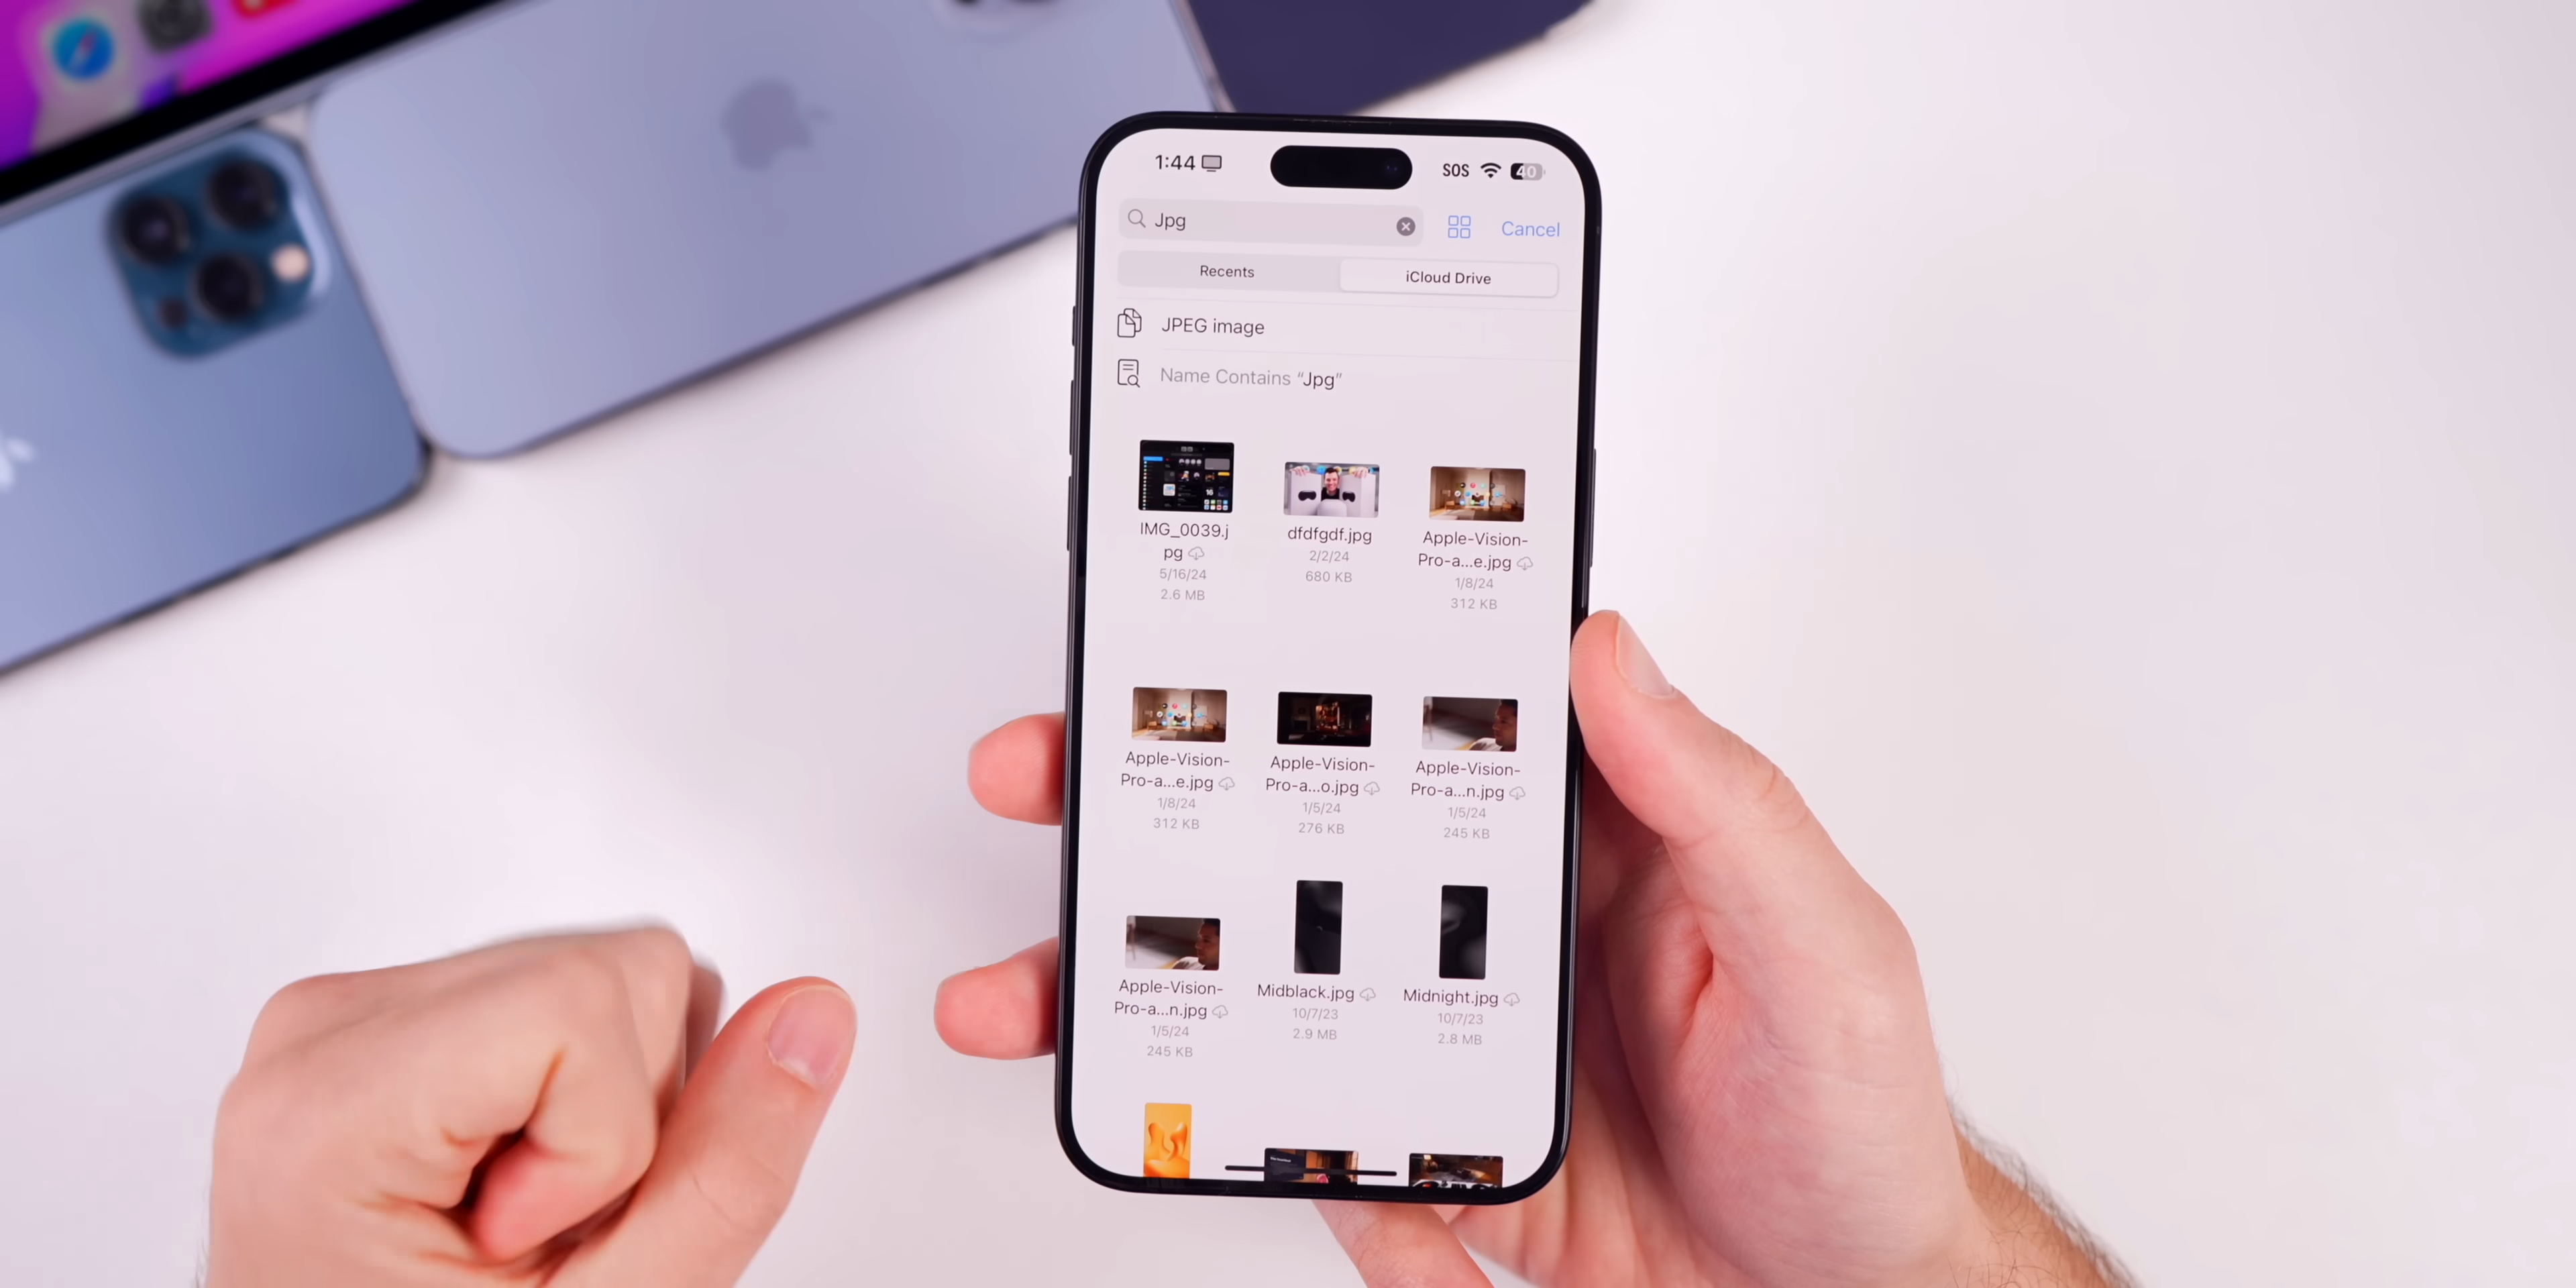 1:44
SOS
40
Jpg
Cancel
Recents
iCloud Drive
JPEG image
Name Contains “Jpg”
IMG_0039.j
pg
5/16/24
2.6 MB
dfdfgdf.jpg
2/2/24
680 KB
Apple-Vision-
Pro-a...e.jpg
1/8/24
312 KB
Apple-Vision-
Pro-a...e.jpg
1/8/24
312 KB
Apple-Vision-
Pro-a...o.jpg
1/5/24
276 KB
Apple-Vision-
Pro-a...n.jpg
1/5/24
245 KB
Apple-Vision-
Pro-a...n.jpg
1/5/24
245 KB
Midblack.jpg
10/7/23
2.9 MB
Midnight.jpg
10/7/23
2.8 MB